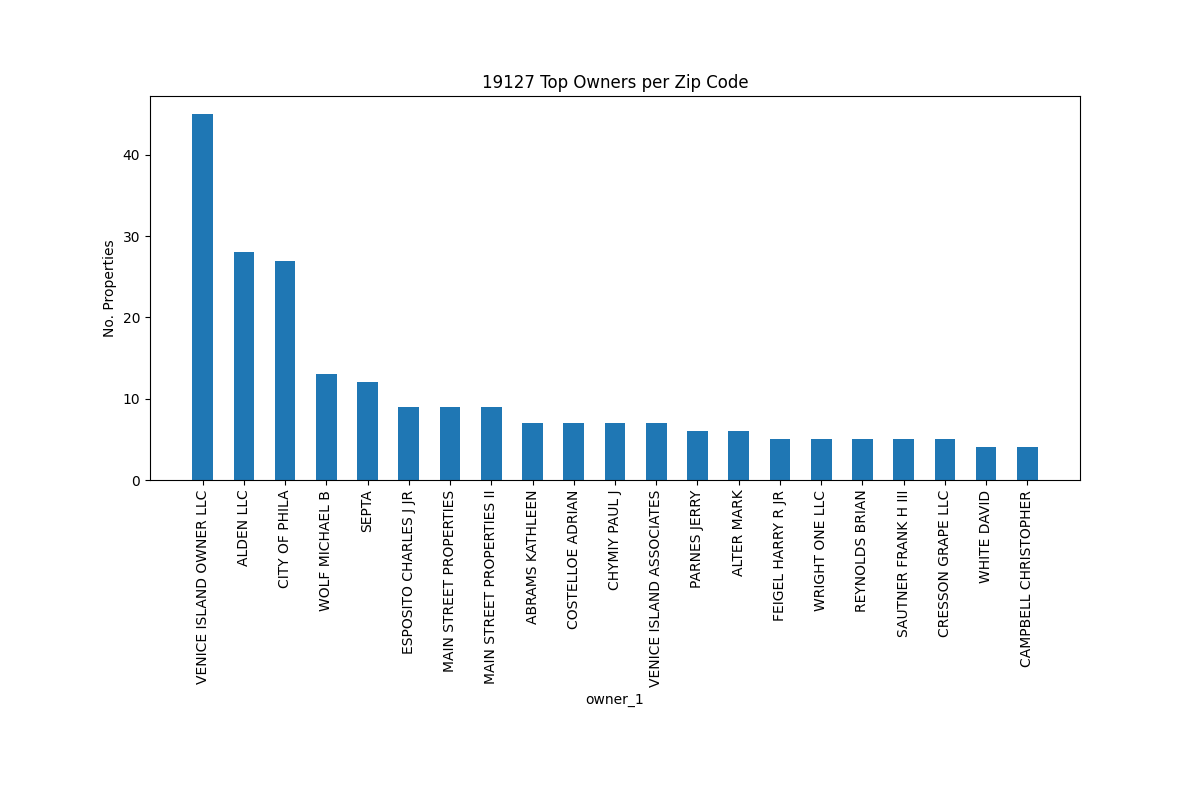 19127 Top Owners per Zip Code
No. Properties
40
30
20
10
0
VENICE ISLAND OWNER LLC
ALDEN LLC
CITY OF PHILA
WOLF MICHAEL B
SEPTA
ESPOSITO CHARLES J JR
MAIN STREET PROPERTIES
MAIN STREET PROPERTIES II
ABRAMS KATHLEEN
COSTELLOE ADRIAN
CHYMIY PAUL J
VENICE ISLAND ASSOCIATES
PARNES JERRY
ALTER MARK
FEIGEL HARRY R JR
WRIGHT ONE LLC
REYNOLDS BRIAN
SAUTNER FRANK H III
CRESSON GRAPE LLC
WHITE DAVID
CAMPBELL CHRISTOPHER
owner_1